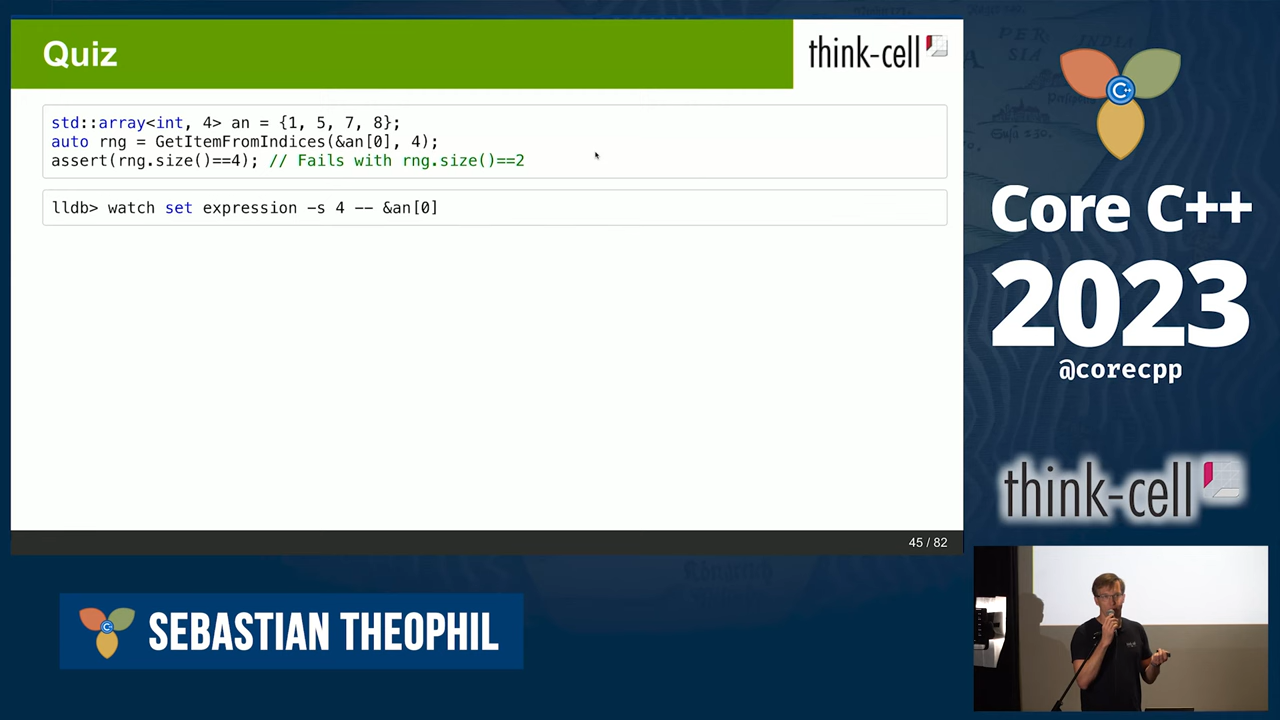 Quiz
think-cell
std::array<int, 4> an = {1, 5, 7, 8};
auto rng = GetItemFromIndices(&an[0], 4);
assert(rng.size()==4); // Fails with rng.size()==2
lldb> watch set expression -s 4 -- &an[0]
45 / 82
C++
Core C++
2023
@corecpp
think-cell
C++
SEBASTIAN THEOPHIL